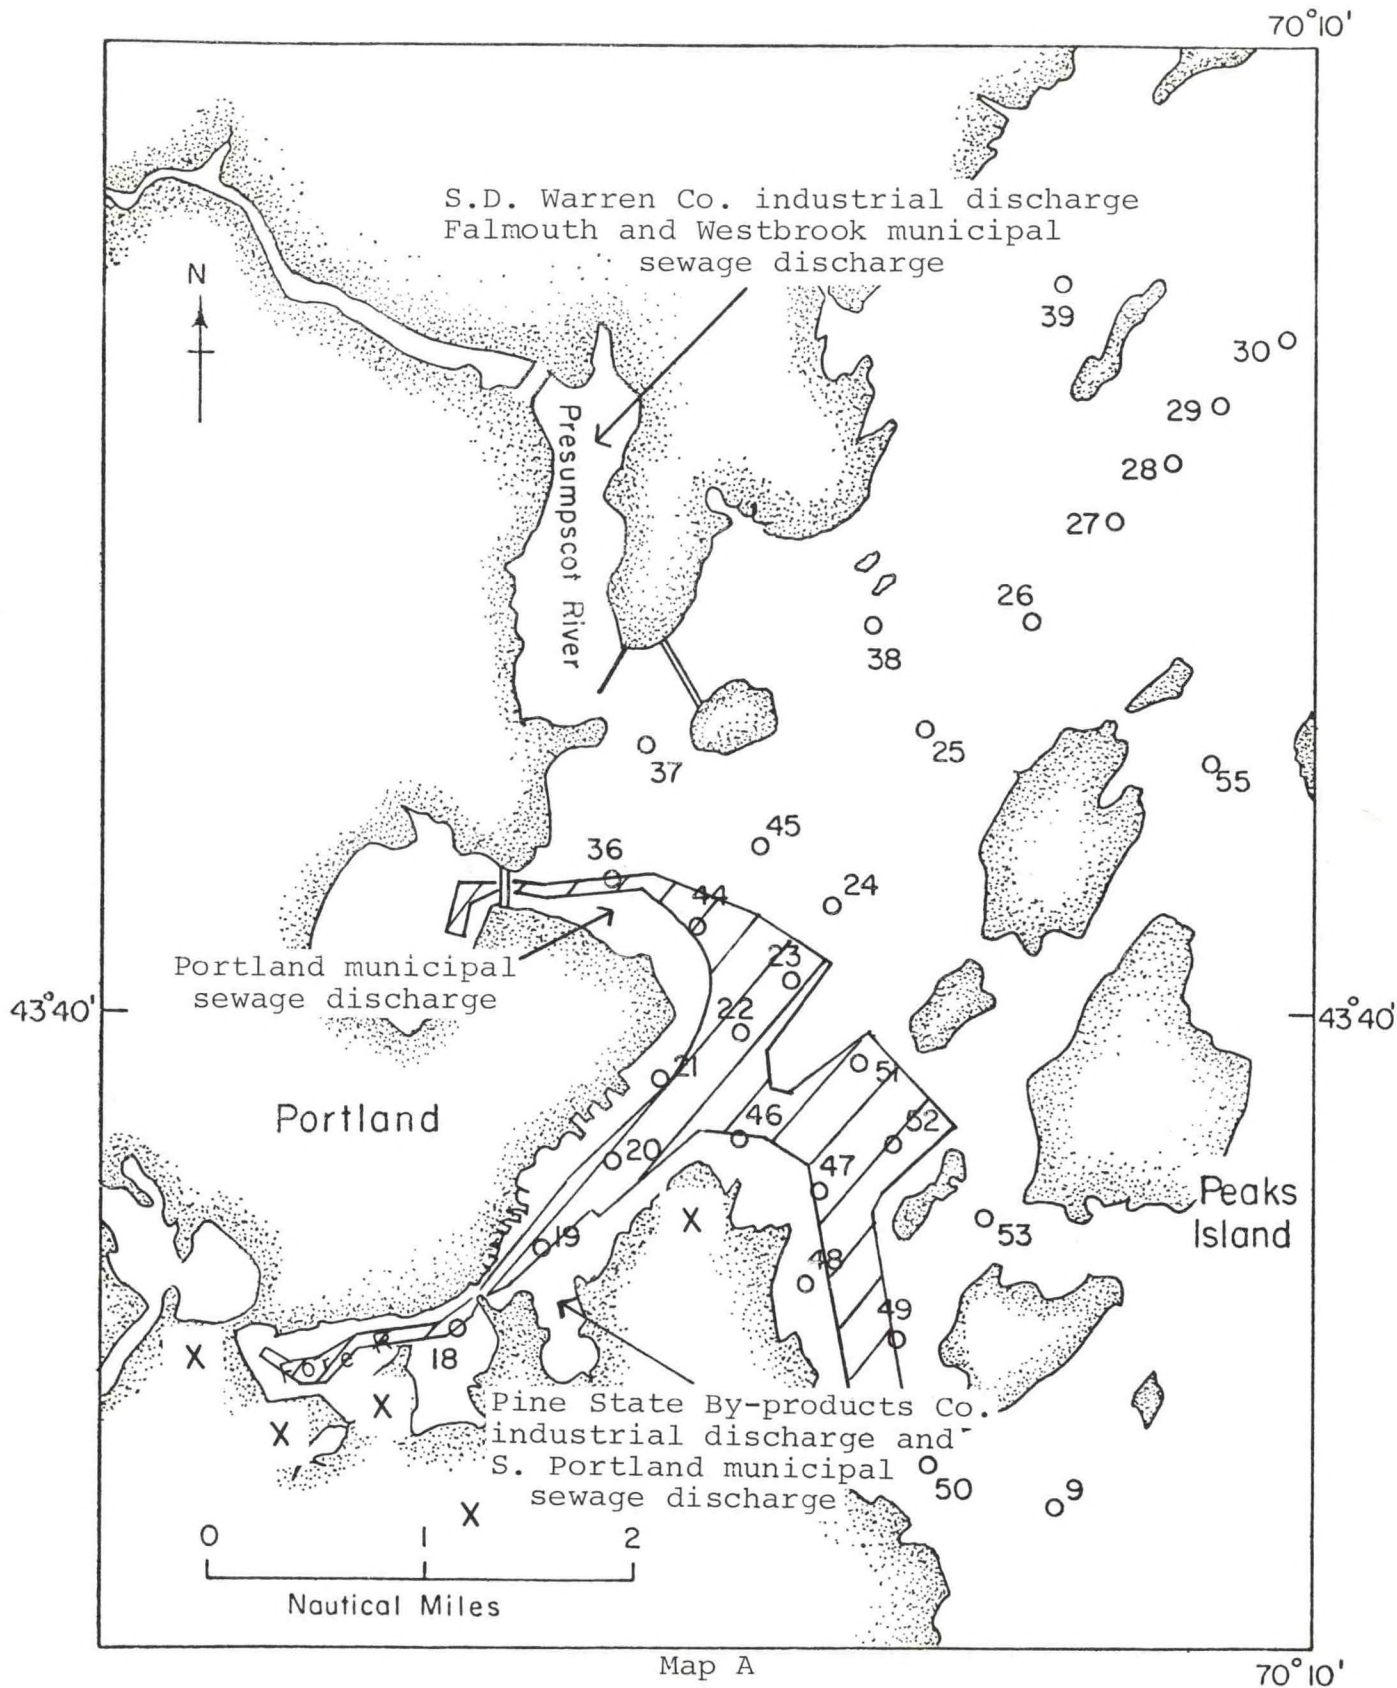 70°10'
S.D. Warren Co. industrial discharge
Falmouth and Westbrook municipal
sewage discharge
N
39
30
29
28
Presumpscot River
27
26
38
25
37
55
45
36
24
44
Portland municipal
sewage discharge
23
43°40'
43°40'
22
21
51
Portland
46
52
20
47
Peaks
Island
X
53
19
48
49
18
Fore R
X
X
X
Pine State By-products Co.
industrial discharge and
S. Portland municipal
sewage discharge
50
9
X
0 1 2
Nautical Miles
Map A
70°10'